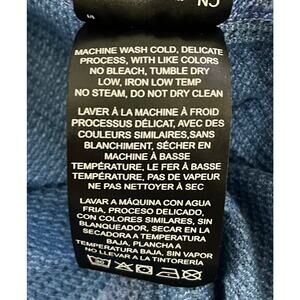 CN
MACHINE WASH COLD, DELICATE
PROCESS, WITH LIKE COLORS
NO BLEACH, TUMBLE DRY
LOW, IRON LOW TEMP
NO STEAM, DO NOT DRY CLEAN
LAVER À LA MACHINE À FROID
PROCESSUS DÉLICAT, AVEC DES
COULEURS SIMILAIRES,SANS
BLANCHIMENT, SÉCHER EN
MACHINE À BASSE
TEMPÉRATURE, LE FER À BASSE
TEMPÉRATURE, PAS DE VAPEUR
NE PAS NETTOYER À SEC
LAVAR A MÁQUINA CON AGUA
FRIA, PROCESO DELICADO,
CON COLORES SIMILARES, SIN
BLANQUEADOR, SECAR EN LA
SECADORA A TEMPERATURA
BAJA, PLANCHA A
TEMPERATURA BAJA, SIN VAPOR
NO LLEVAR A LA TINTORERÍA